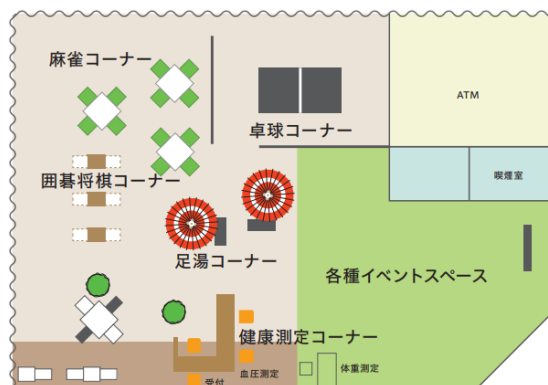 麻雀コーナー
ATM
卓球コーナー
喫煙室
囲碁将棋コーナー
足湯コーナー
各種イベントスペース
健康測定コーナー
体重測定
血圧測定
受付